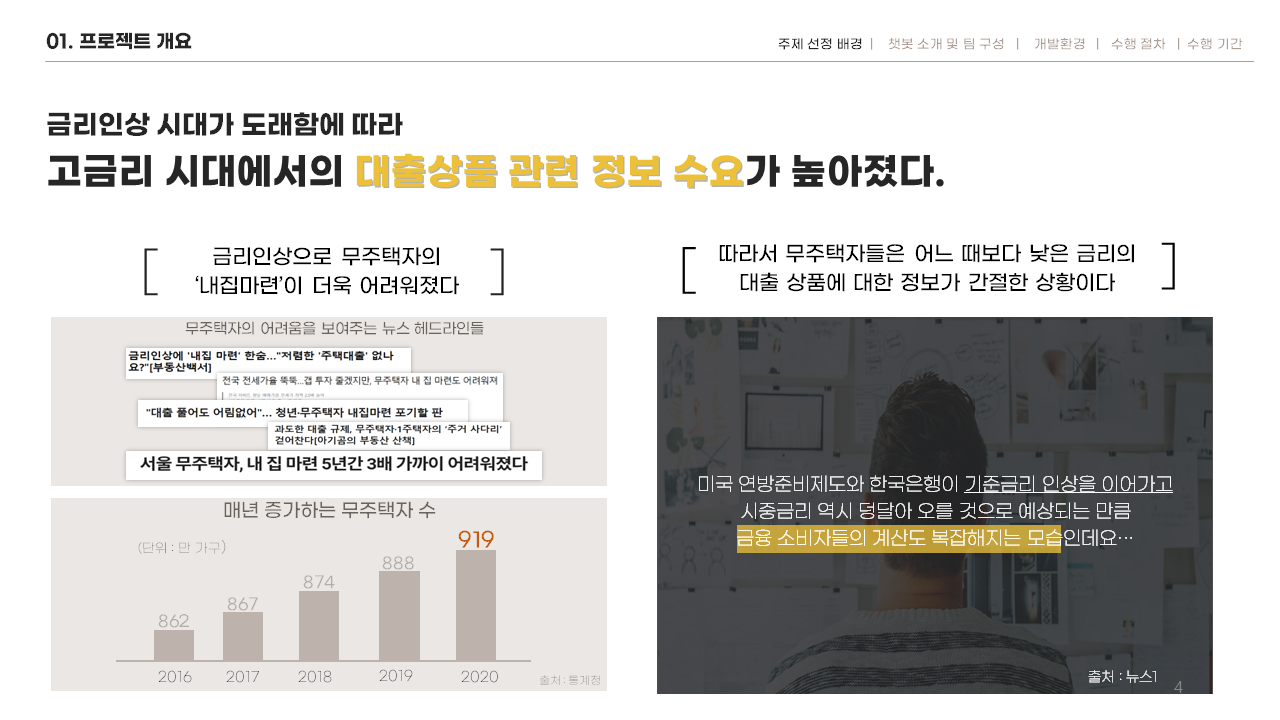 01. 프로젝트 개요
주제 선정 배경 | 챗봇 소개 및 팀 구성 | 개발환경 | 수행 절차 | 수행 기간
금리인상 시대가 도래함에 따라
고금리 시대에서의 대출상품 관련 정보 수요가 높아졌다.
금리인상으로 무주택자의
‘내집마련’이 더욱 어려워졌다
무주택자의 어려움을 보여주는 뉴스 헤드라인들
금리인상에 '내집 마련' 한숨..."저렴한 '주택대출' 없나
요?"[부동산백서]
전국 전세가율 뚝뚝...갭 투자 줄겠지만, 무주택자 내 집 마련도 어려워져
"대출 풀어도 어림없어"... 청년·무주택자 내집마련 포기할 판
과도한 대출 규제, 무주택자·1주택자의 '주거 사다리'
걷어찬다[아기곰의 부동산 산책]
서울 무주택자, 내 집 마련 5년간 3배 가까이 어려워졌다
매년 증가하는 무주택자 수
(단위 : 만 가구)
862
867
874
888
919
2016
2017
2018
2019
2020
출처 : 통계청
따라서 무주택자들은 어느 때보다 낮은 금리의
대출 상품에 대한 정보가 간절한 상황이다
미국 연방준비제도와 한국은행이 기준금리 인상을 이어가고
시중금리 역시 덩달아 오를 것으로 예상되는 만큼
금융 소비자들의 계산도 복잡해지는 모습인데요…
출처 : 뉴스1
4